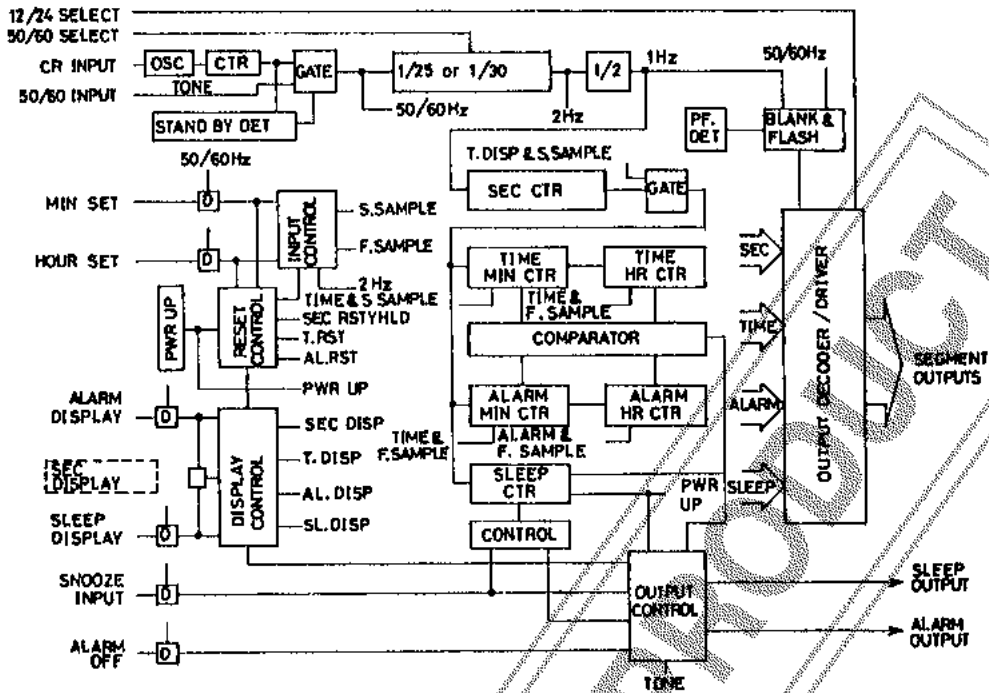 12/24 SELECT
50/60 SELECT
CR INPUT
OSC
CTR
GATE
1/25 or 1/30
1/2
1Hz
50/60Hz
50/60 INPUT
TONE
50/60Hz
2Hz
STAND BY DET
PF.
DET
BLANK &
FLASH
50/60Hz
T. DISP & S,SAMPLE
SEC CTR
GATE
MIN SET
D
INPUT
CONTROL
S.SAMPLE
HOUR SET
D
F.SAMPLE
2 Hz
TIME
MIN CTR
TIME
HR CTR
SEC
TIME & S.SAMPLE
SEC RSTYHLD
T.RST
AL.RST
PWR UP
PWR UP
RESET
CONTROL
TIME &
F. SAMPLE
COMPARATOR
TIME
OUTPUT DECODER / DRIVER
SEGMENT
OUTPUTS
ALARM
DISPLAY
D
ALARM
MIN CTR
ALARM
HR CTR
ALARM
SEC DISP
TIME &
F.SAMPLE
ALARM &
F. SAMPLE
SEC
DISPLAY
DISPLAY
CONTROL
T. DISP
AL. DISP
SL. DISP
SLEEP
CTR
PWR
UP
SLEEP
SLEEP
DISPLAY
D
CONTROL
SNOOZE
INPUT
D
OUTPUT
CONTROL
SLEEP
OUTPUT
ALARM
OFF
D
ALARM
OUTPUT
TONE
PRODUCT